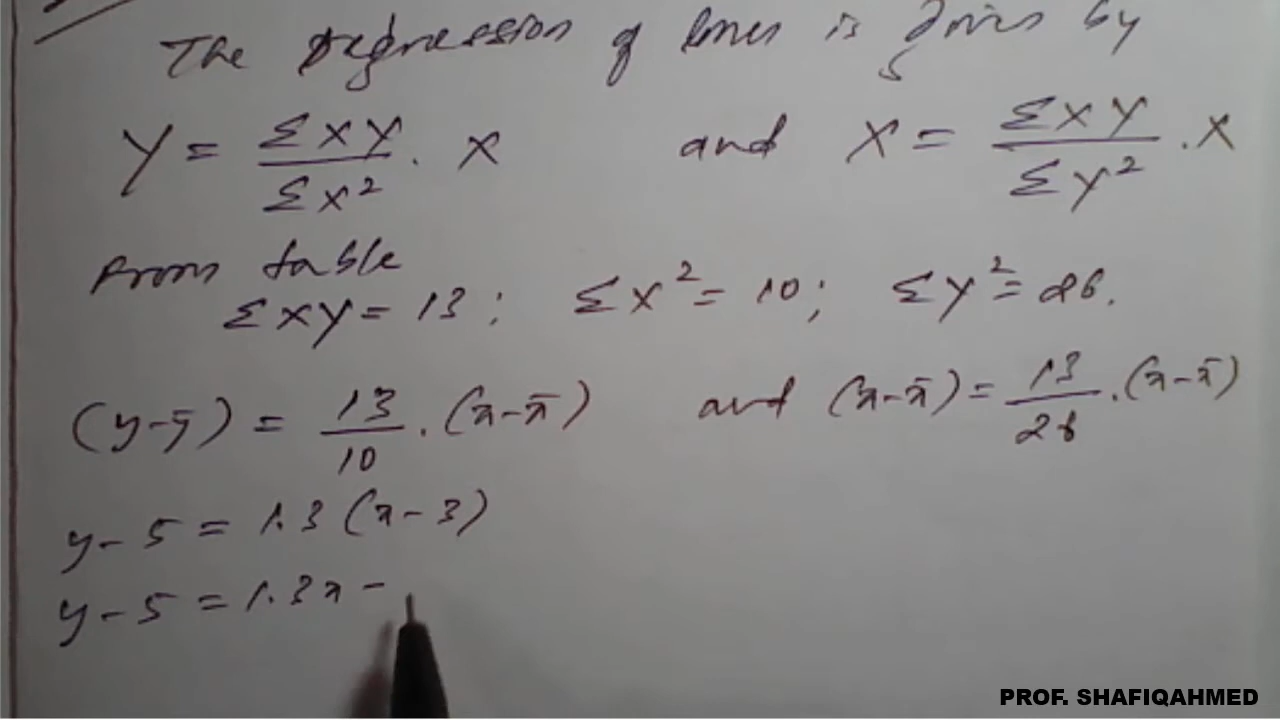 The regression of lines is given by
Y = ΣXY/ΣX² . X and X = ΣXY/ΣY² . X
From table
ΣXY = 13 ; ΣX² = 10 ; ΣY² = 26.
(y-ȳ) = 13/10 . (x-x̄) and (x-x̄) = 13/26 . (x-x̄)
y - 5 = 1.3 (x - 3)
y - 5 = 1.3x -
PROF. SHAFIQAHMED